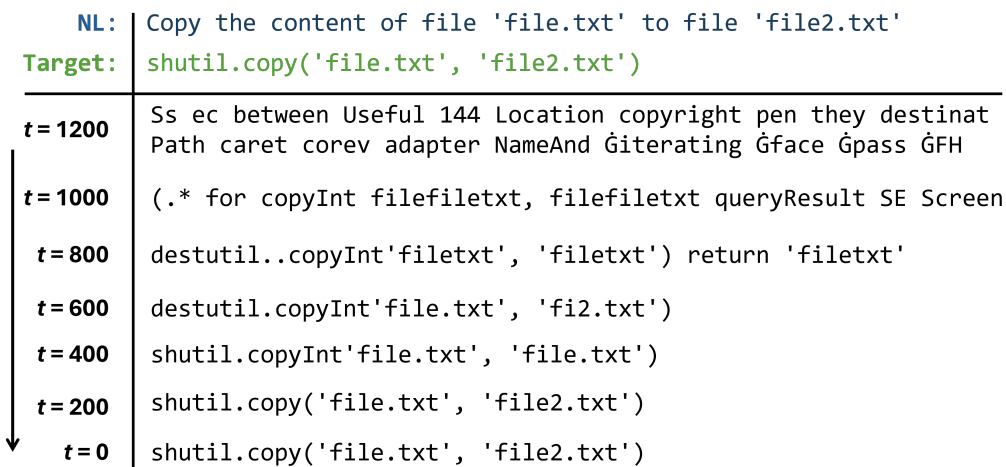 NL: Copy the content of file 'file.txt' to file 'file2.txt'
Target: shutil.copy('file.txt', 'file2.txt')
t = 1200 Ss ec between Useful 144 Location copyright pen they destinat
Path caret corev adapter NameAnd Ġiterating Ġface Ġpass ĠFH
t = 1000 (.* for copyInt filefiletxt, filefiletxt queryResult SE Screen
t = 800 destutil..copyInt'filetxt', 'filetxt') return 'filetxt'
t = 600 destutil.copyInt'file.txt', 'fi2.txt')
t = 400 shutil.copyInt'file.txt', 'file.txt')
t = 200 shutil.copy('file.txt', 'file2.txt')
t = 0 shutil.copy('file.txt', 'file2.txt')